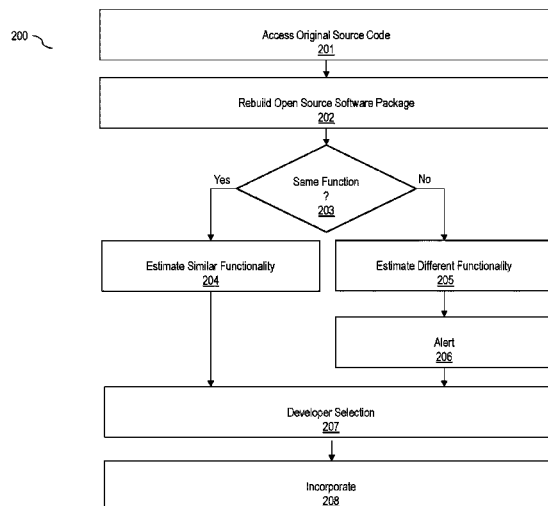 200
Access Original Source Code
201
Rebuild Open Source Software Package
202
Same Function
?
203
Yes
No
Estimate Similar Functionality
204
Estimate Different Functionality
205
Alert
206
Developer Selection
207
Incorporate
208